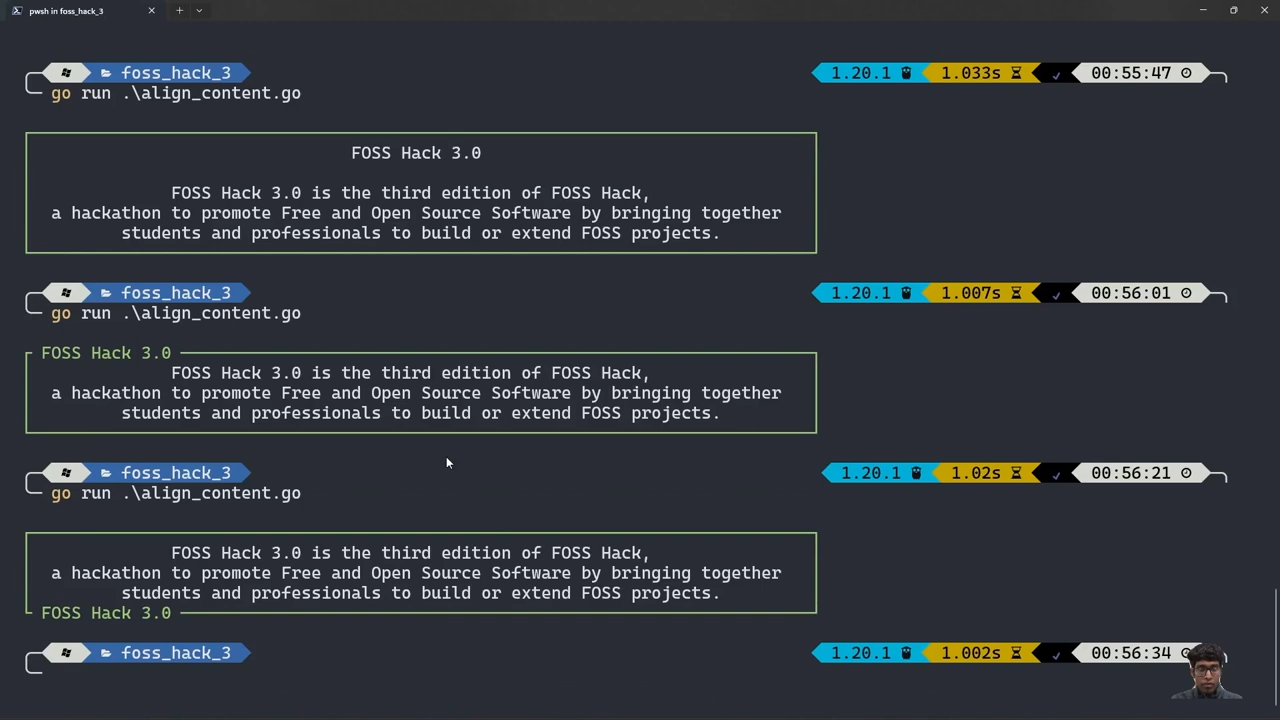 pwsh in foss_hack_3
foss_hack_3 1.20.1 1.033s 00:55:47
go run .\align_content.go
FOSS Hack 3.0
FOSS Hack 3.0 is the third edition of FOSS Hack,
a hackathon to promote Free and Open Source Software by bringing together
students and professionals to build or extend FOSS projects.
foss_hack_3 1.20.1 1.007s 00:56:01
go run .\align_content.go
FOSS Hack 3.0
FOSS Hack 3.0 is the third edition of FOSS Hack,
a hackathon to promote Free and Open Source Software by bringing together
students and professionals to build or extend FOSS projects.
foss_hack_3 1.20.1 1.02s 00:56:21
go run .\align_content.go
FOSS Hack 3.0 is the third edition of FOSS Hack,
a hackathon to promote Free and Open Source Software by bringing together
students and professionals to build or extend FOSS projects.
FOSS Hack 3.0
foss_hack_3 1.20.1 1.002s 00:56:34